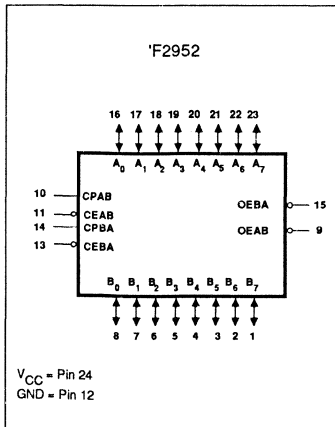 'F2952
16 17 18 19 20 21 22 23
A0 A1 A2 A3 A4 A5 A6 A7
10 CPAB
11 CEAB
14 CPBA
13 CEBA
OEBA 15
OEAB 9
B0 B1 B2 B3 B4 B5 B6 B7
8 7 6 5 4 3 2 1
VCC = Pin 24
GND = Pin 12